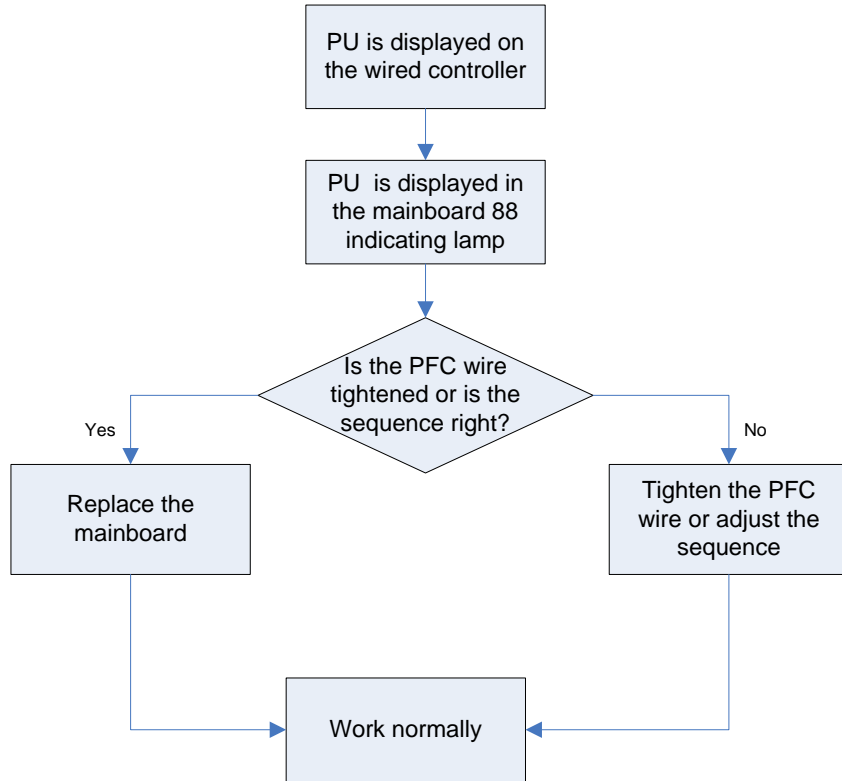 PU is displayed on
the wired controller
PU  is displayed in
the mainboard 88
indicating lamp
Is the PFC wire
tightened or is the
sequence right?
Yes
No
Replace the
mainboard
Tighten the PFC
wire or adjust the
sequence
Work normally